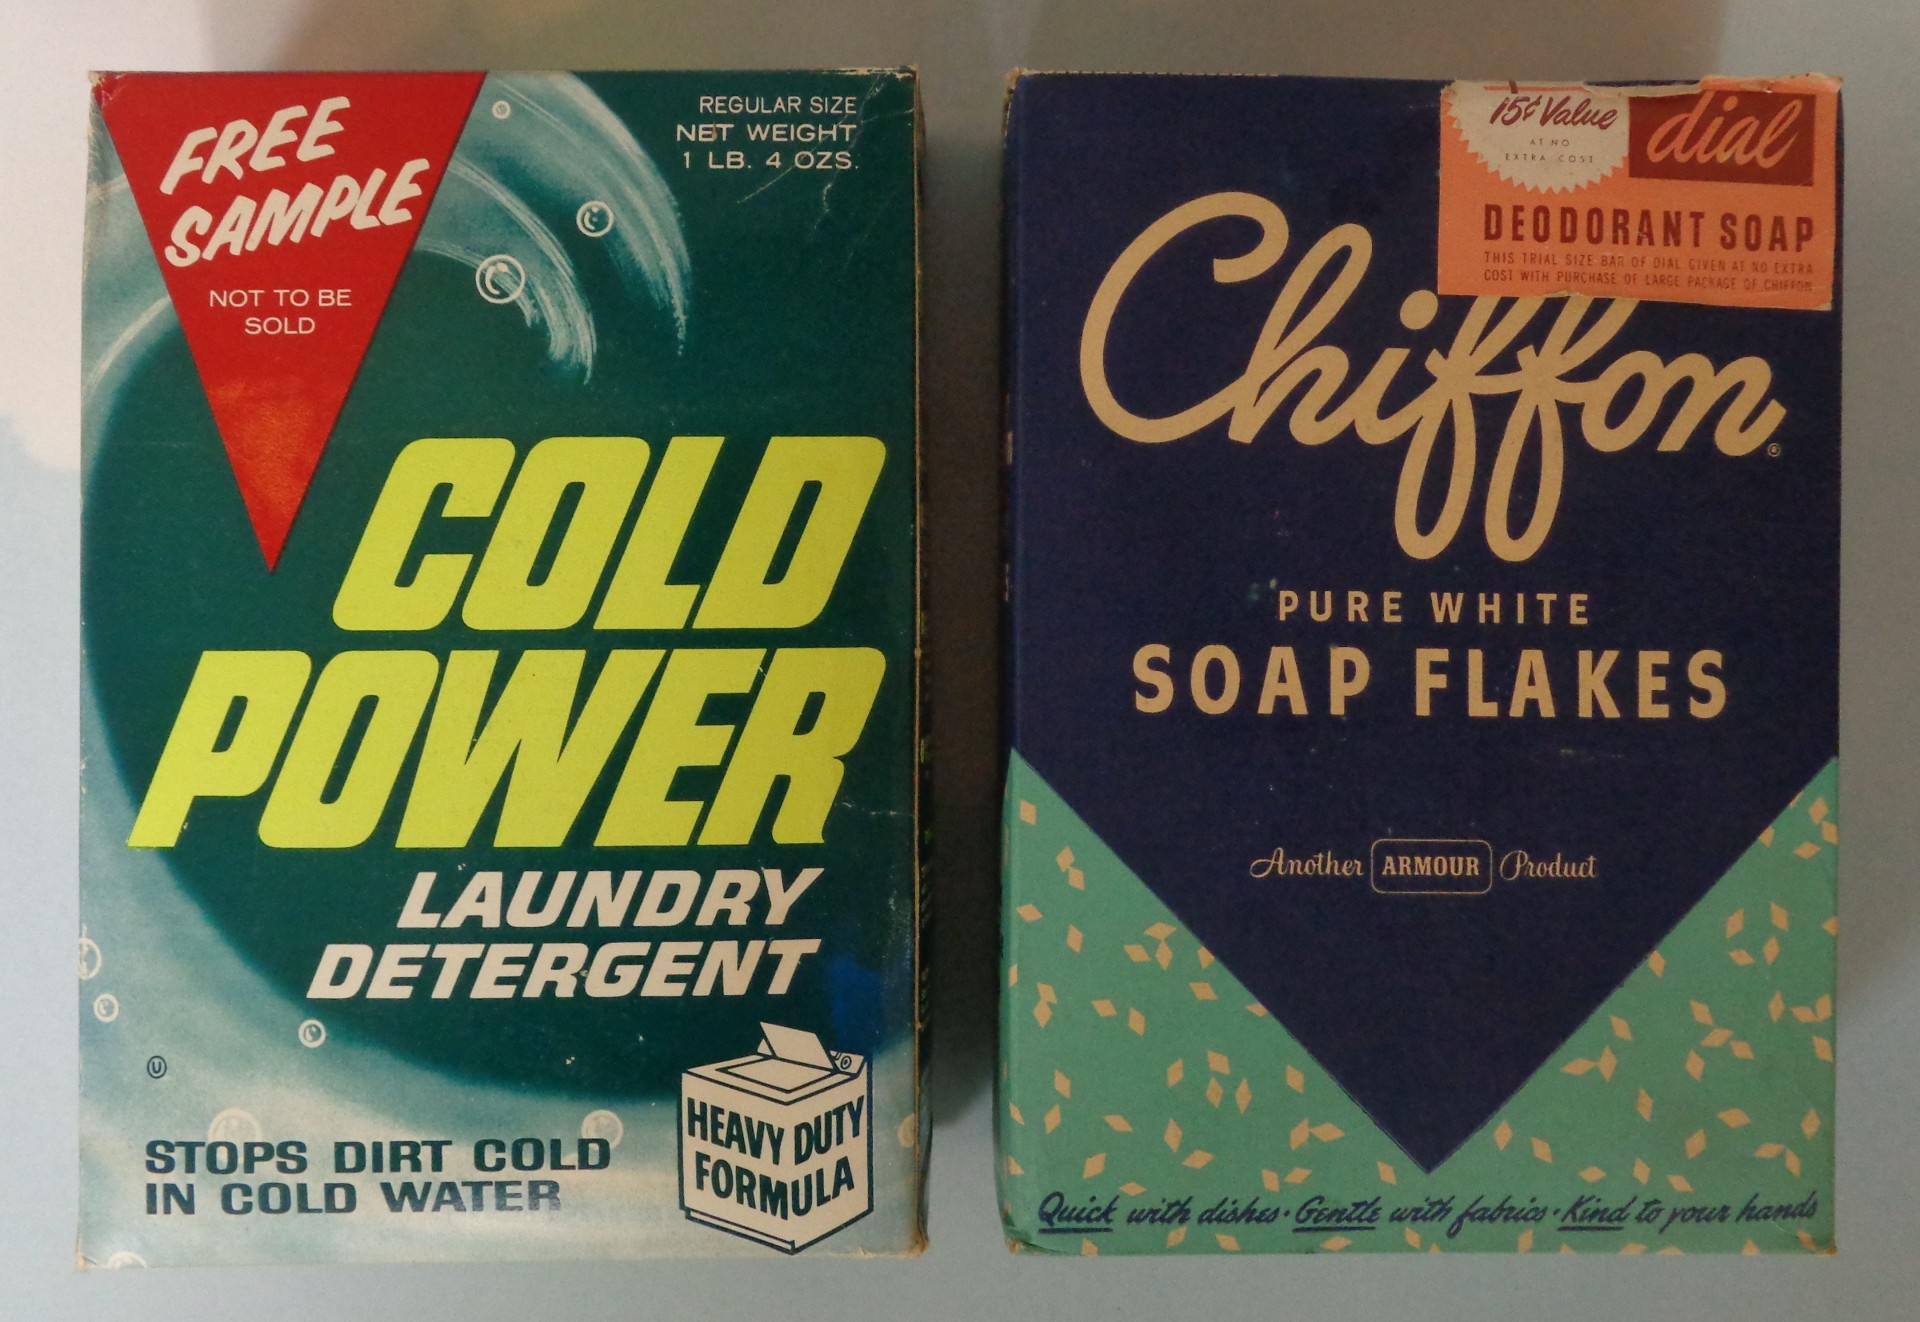 FREE
SAMPLE
NOT TO BE
SOLD
REGULAR SIZE
NET WEIGHT
1 LB. 4 OZS.
COLD
POWER
LAUNDRY
DETERGENT
HEAVY DUTY
FORMULA
U
STOPS DIRT COLD
IN COLD WATER
15¢ Value
AT NO
EXTRA COST
dial
DEODORANT SOAP
THIS TRIAL SIZE BAR OF DIAL GIVEN AT NO EXTRA
COST WITH PURCHASE OF LARGE PACKAGE OF CHIFFON
Chiffon®
PURE WHITE
SOAP FLAKES
Another ARMOUR Product
Quick with dishes · Gentle with fabrics · Kind to your hands